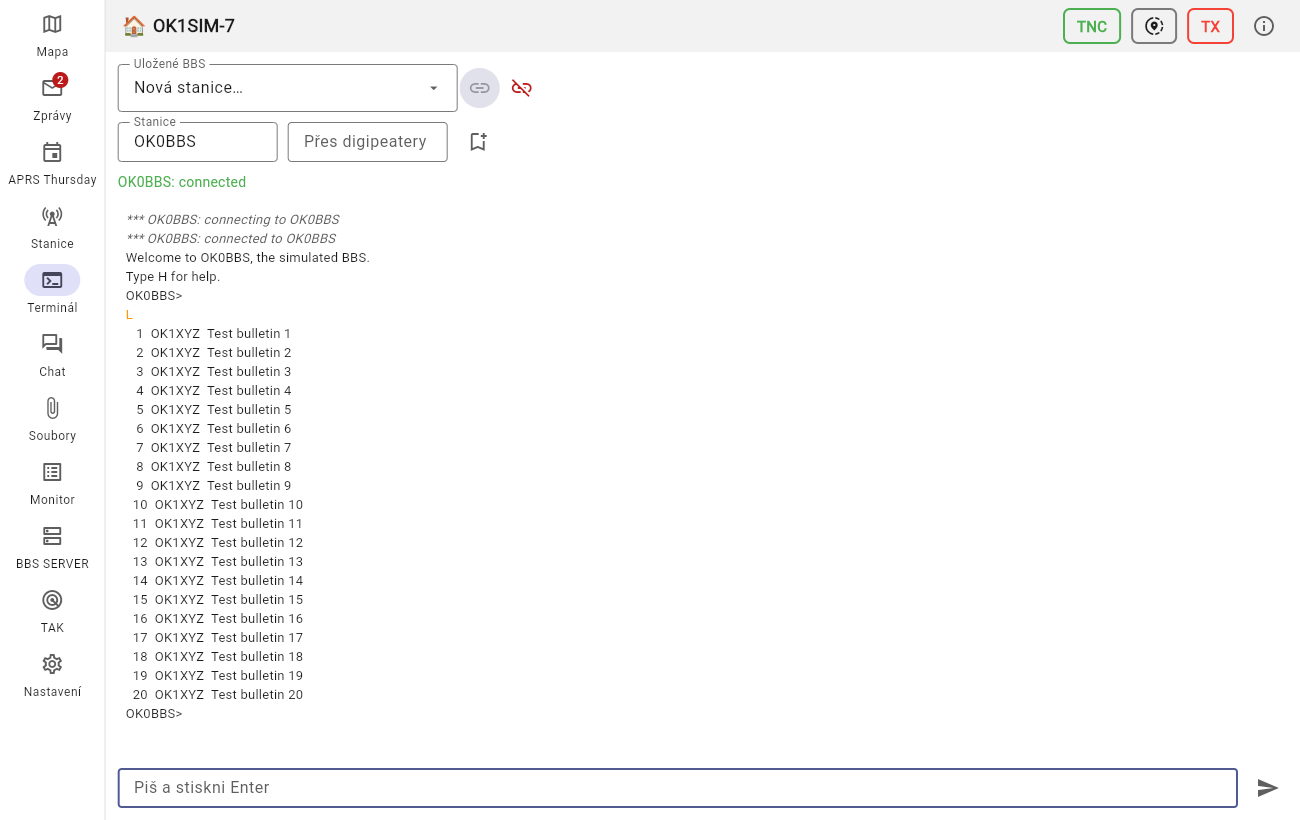 OK1SIM-7
TNC
TX
Mapa
2
Zprávy
APRS Thursday
Stanice
Terminál
Chat
Soubory
Monitor
BBS SERVER
TAK
Nastavení
Uložené BBS
Nová stanice…
Stanice
OK0BBS
Přes digipeatery
OK0BBS: connected
*** OK0BBS: connecting to OK0BBS
*** OK0BBS: connected to OK0BBS
Welcome to OK0BBS, the simulated BBS.
Type H for help.
OK0BBS>
L
1 OK1XYZ Test bulletin 1
2 OK1XYZ Test bulletin 2
3 OK1XYZ Test bulletin 3
4 OK1XYZ Test bulletin 4
5 OK1XYZ Test bulletin 5
6 OK1XYZ Test bulletin 6
7 OK1XYZ Test bulletin 7
8 OK1XYZ Test bulletin 8
9 OK1XYZ Test bulletin 9
10 OK1XYZ Test bulletin 10
11 OK1XYZ Test bulletin 11
12 OK1XYZ Test bulletin 12
13 OK1XYZ Test bulletin 13
14 OK1XYZ Test bulletin 14
15 OK1XYZ Test bulletin 15
16 OK1XYZ Test bulletin 16
17 OK1XYZ Test bulletin 17
18 OK1XYZ Test bulletin 18
19 OK1XYZ Test bulletin 19
20 OK1XYZ Test bulletin 20
OK0BBS>
Piš a stiskni Enter